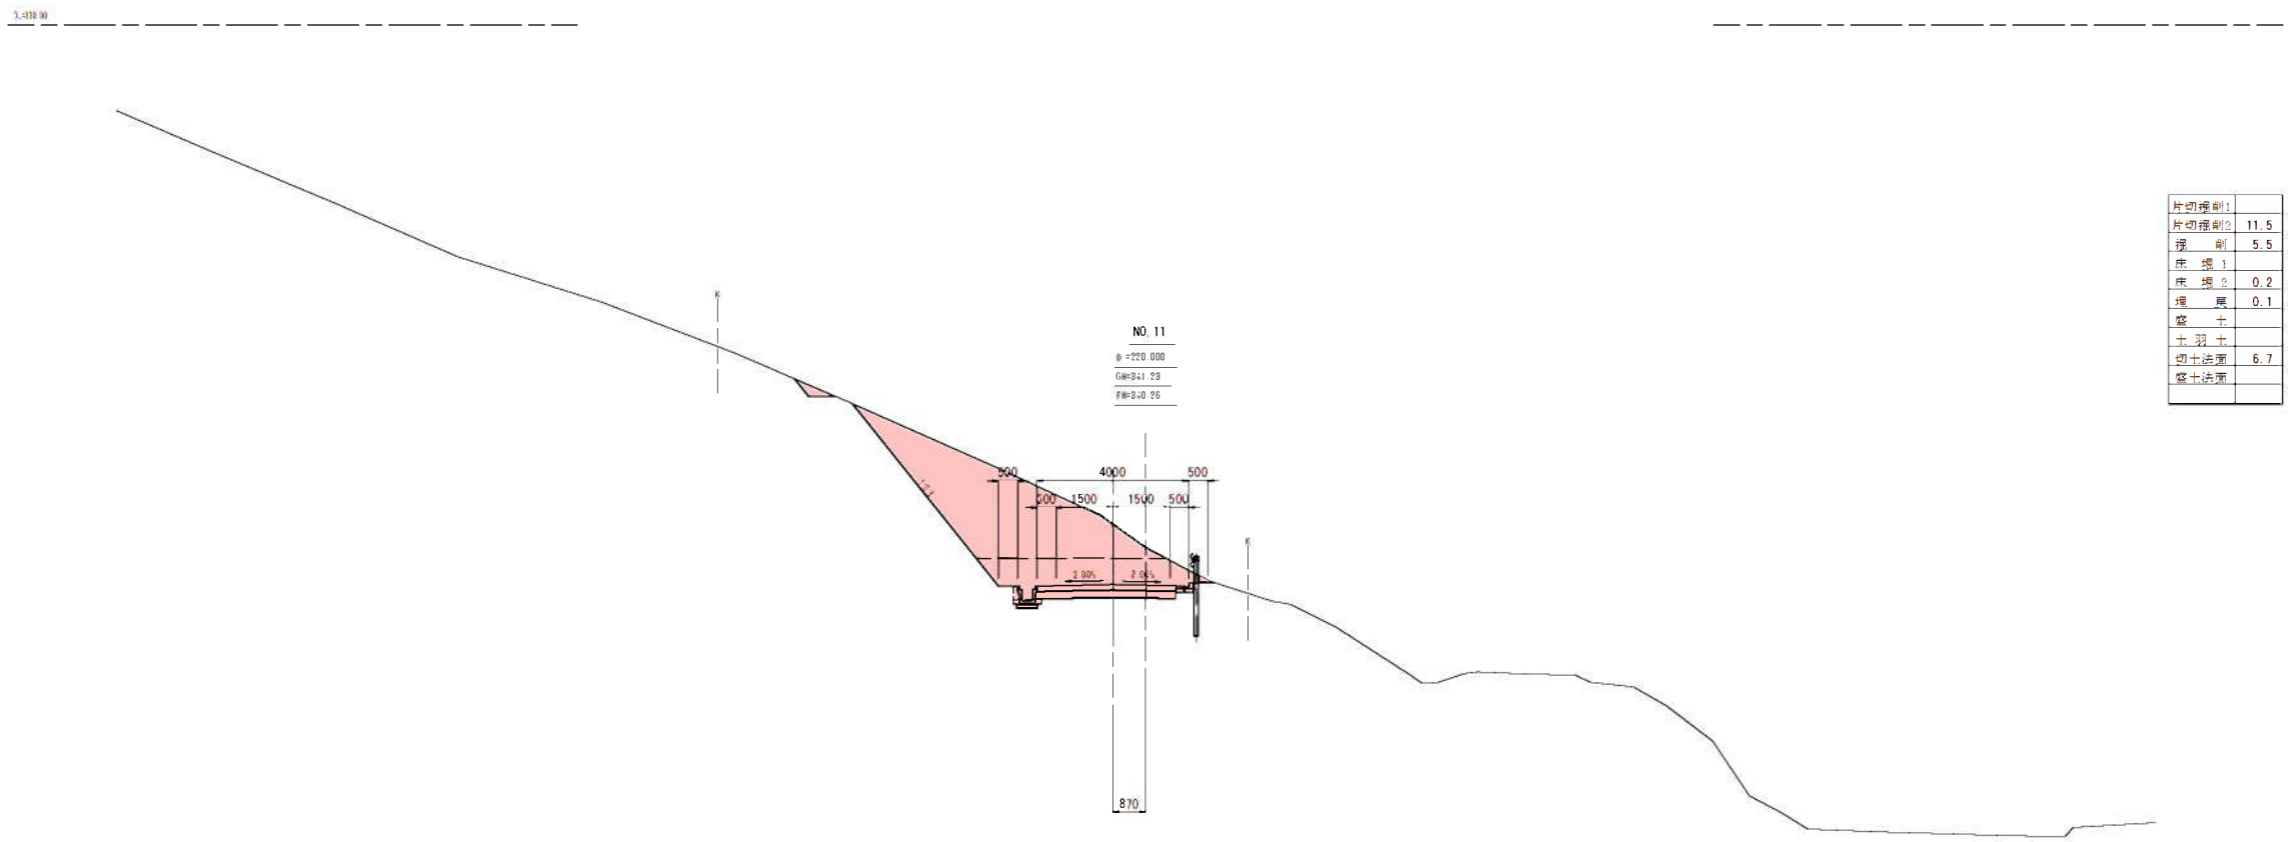 NO. 11
GH=341.23
FH=340.26
500
4000
500
500
1500
1500
500
2.00%
2.00%
870
片切掘削1
片切掘削2 11.5
掘 削 5.5
床 掘 1
床 掘 2 0.2
埋 戻 0.1
盛 土
土 羽 土
切土法面 6.7
盛土法面
K
K